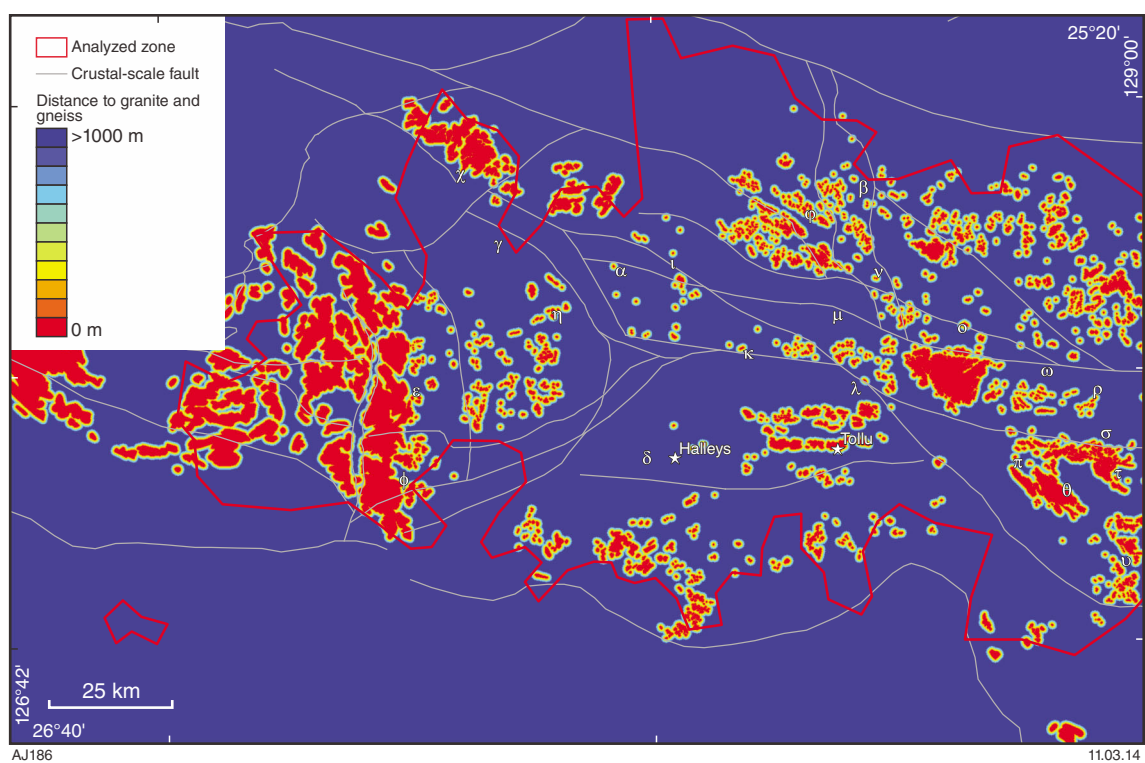 Analyzed zone
Crustal-scale fault
Distance to granite and
gneiss
>1000 m
0 m
25°20'
129°00'
χ
β
φ
γ
ι
α
ν
η
μ
ο
κ
ω
λ
ε
ρ
σ
Tollu
Halleys
δ
π
τ
ϕ
θ
υ
126°42'
25 km
26°40'
AJ186
11.03.14